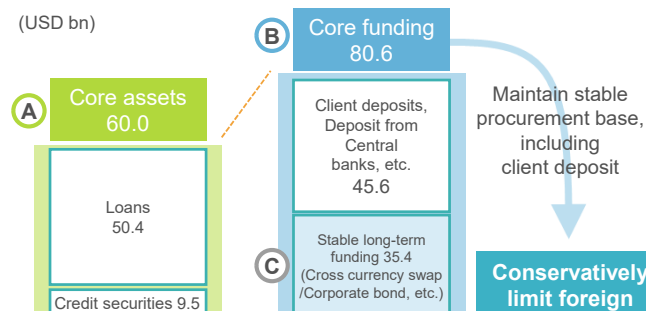 (USD bn)
A
Core assets
60.0
Loans
50.4
Credit securities 9.5
B
Core funding
80.6
Client deposits,
Deposit from
Central
banks, etc.
45.6
C
Stable long-term
funding 35.4
(Cross currency swap
/Corporate bond, etc.)
Maintain stable
procurement base,
including
client deposit
Conservatively
limit foreign